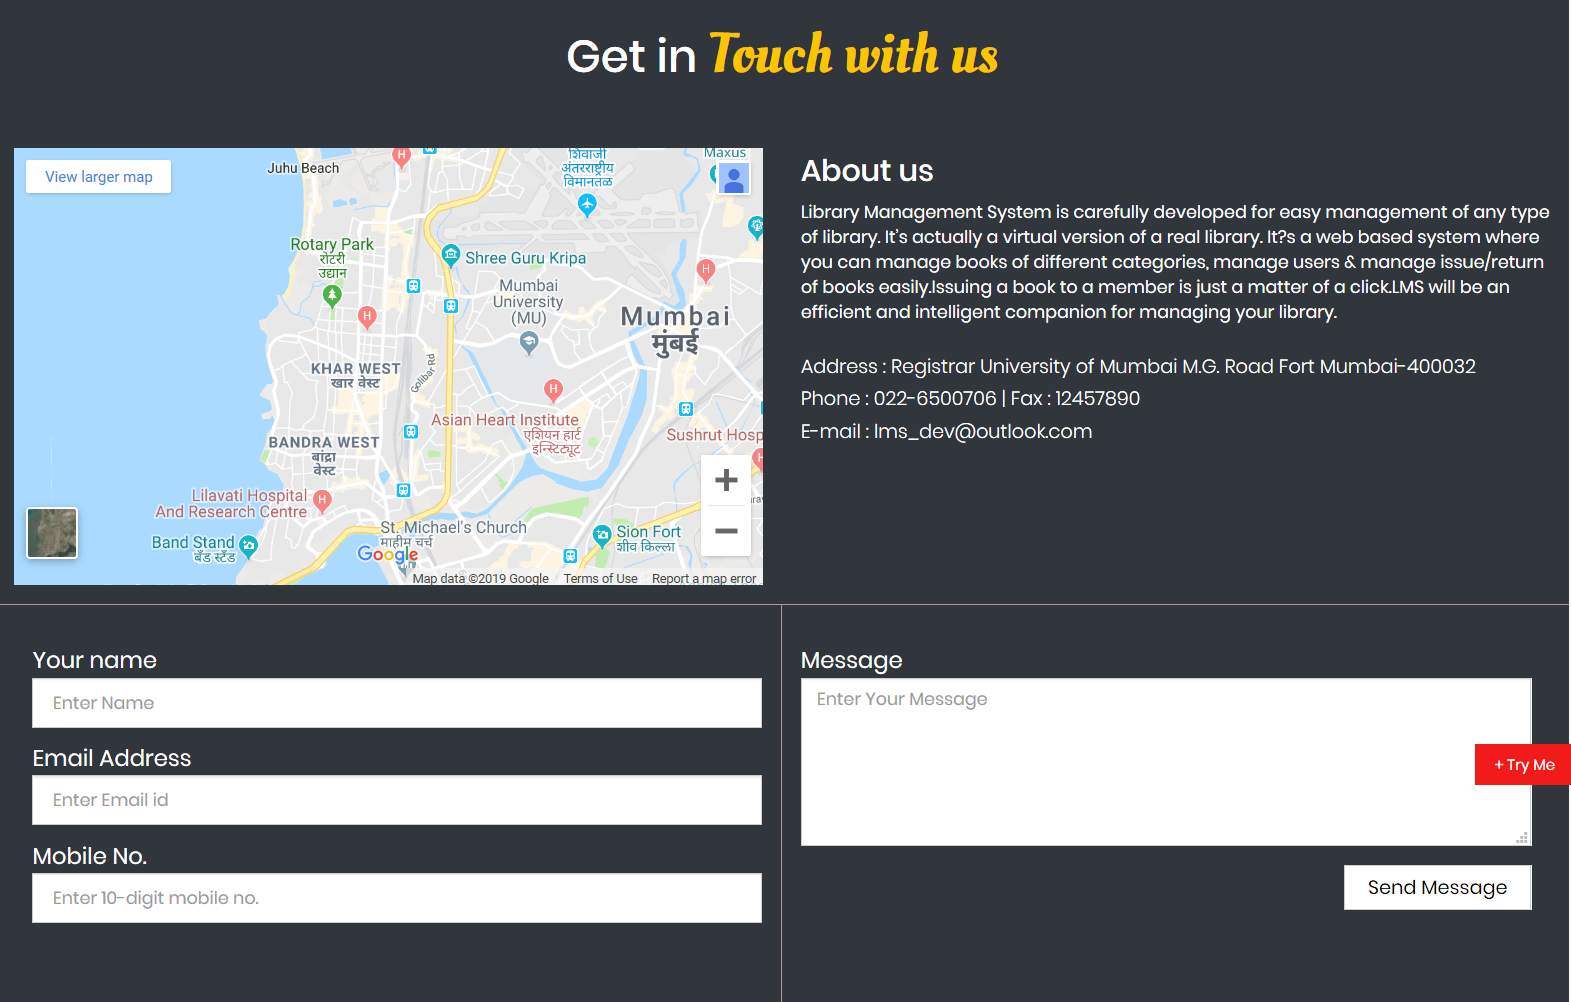 Get in Touch with us
View larger map
Juhu Beach
शिवाजी
अंतरराष्ट्रीय
विमानतळ
Maxus
Rotary Park
रोटरी
उद्यान
Shree Guru Kripa
Mumbai
University
(MU)
Mumbai
मुंबई
KHAR WEST
खार वेस्ट
Golibar Rd
Asian Heart Institute
एशियन हार्ट
इन्स्टिट्यूट
Sushrut Hosp
BANDRA WEST
बांद्रा
वेस्ट
Lilavati Hospital
And Research Centre
St. Michael's Church
माहीम चर्च
Band Stand
बँड स्टँड
Sion Fort
शीव किल्ला
Google
Map data ©2019 Google Terms of Use Report a map error
About us
Library Management System is carefully developed for easy management of any type
of library. It's actually a virtual version of a real library. It?s a web based system where
you can manage books of different categories, manage users & manage issue/return
of books easily.Issuing a book to a member is just a matter of a click.LMS will be an
efficient and intelligent companion for managing your library.
Address : Registrar University of Mumbai M.G. Road Fort Mumbai-400032
Phone : 022-6500706 | Fax : 12457890
E-mail : lms_dev@outlook.com
Your name
Enter Name
Email Address
Enter Email id
Mobile No.
Enter 10-digit mobile no.
Message
Enter Your Message
+ Try Me
Send Message